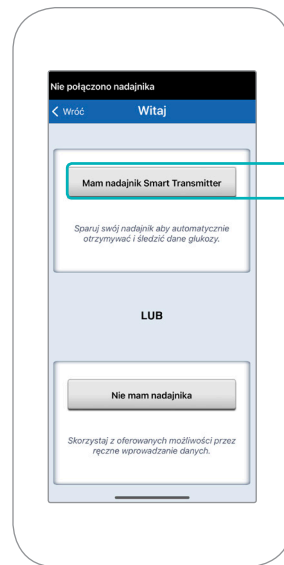 Nie połączono nadajnika
Wróć Witaj
Mam nadajnik Smart Transmitter
Sparuj swój nadajnik aby automatycznie
otrzymywać i śledzić dane glukozy.
LUB
Nie mam nadajnika
Skorzystaj z oferowanych możliwości przez
ręczne wprowadzanie danych.